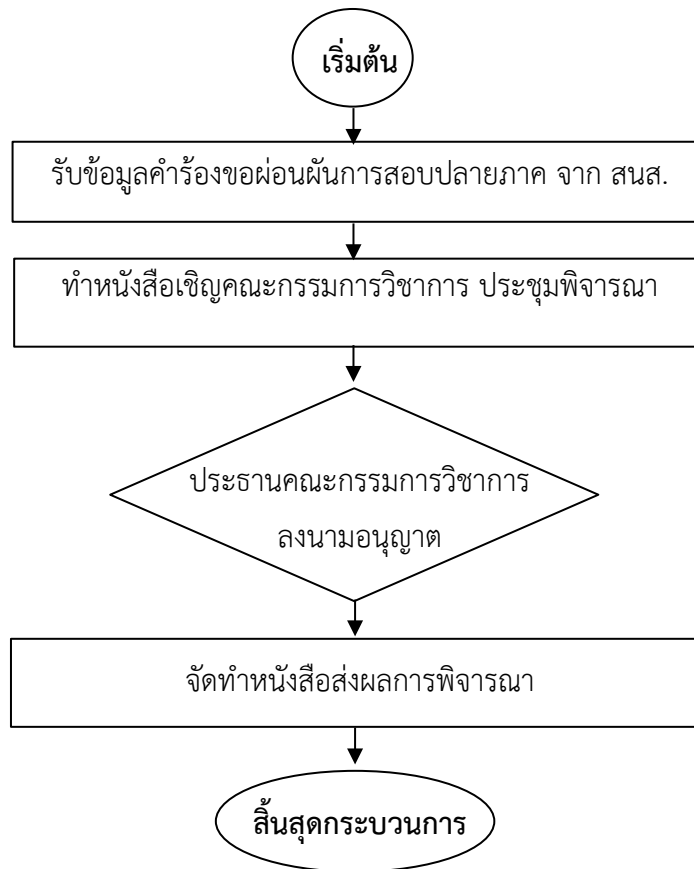 เริ่มต้น
รับข้อมูลคำร้องขอผ่อนผันการสอบปลายภาค จาก สนส.
ทำหนังสือเชิญคณะกรรมการวิชาการ ประชุมพิจารณา
ประธานคณะกรรมการวิชาการ
ลงนามอนุญาต
จัดทำหนังสือส่งผลการพิจารณา
สิ้นสุดกระบวนการ